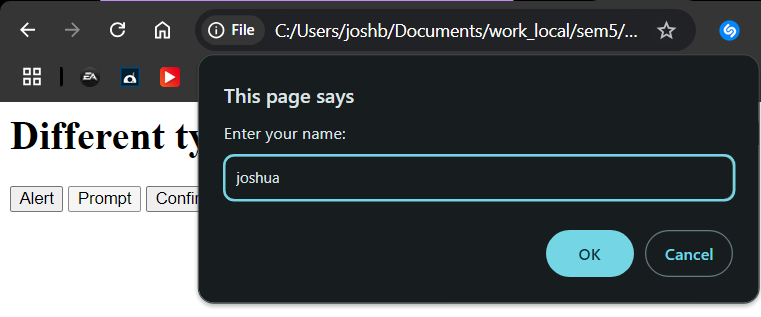 File C:/Users/joshb/Documents/work_local/sem5/...
EA
This page says
Enter your name:
joshua
OK Cancel
Different ty
Alert Prompt Confir